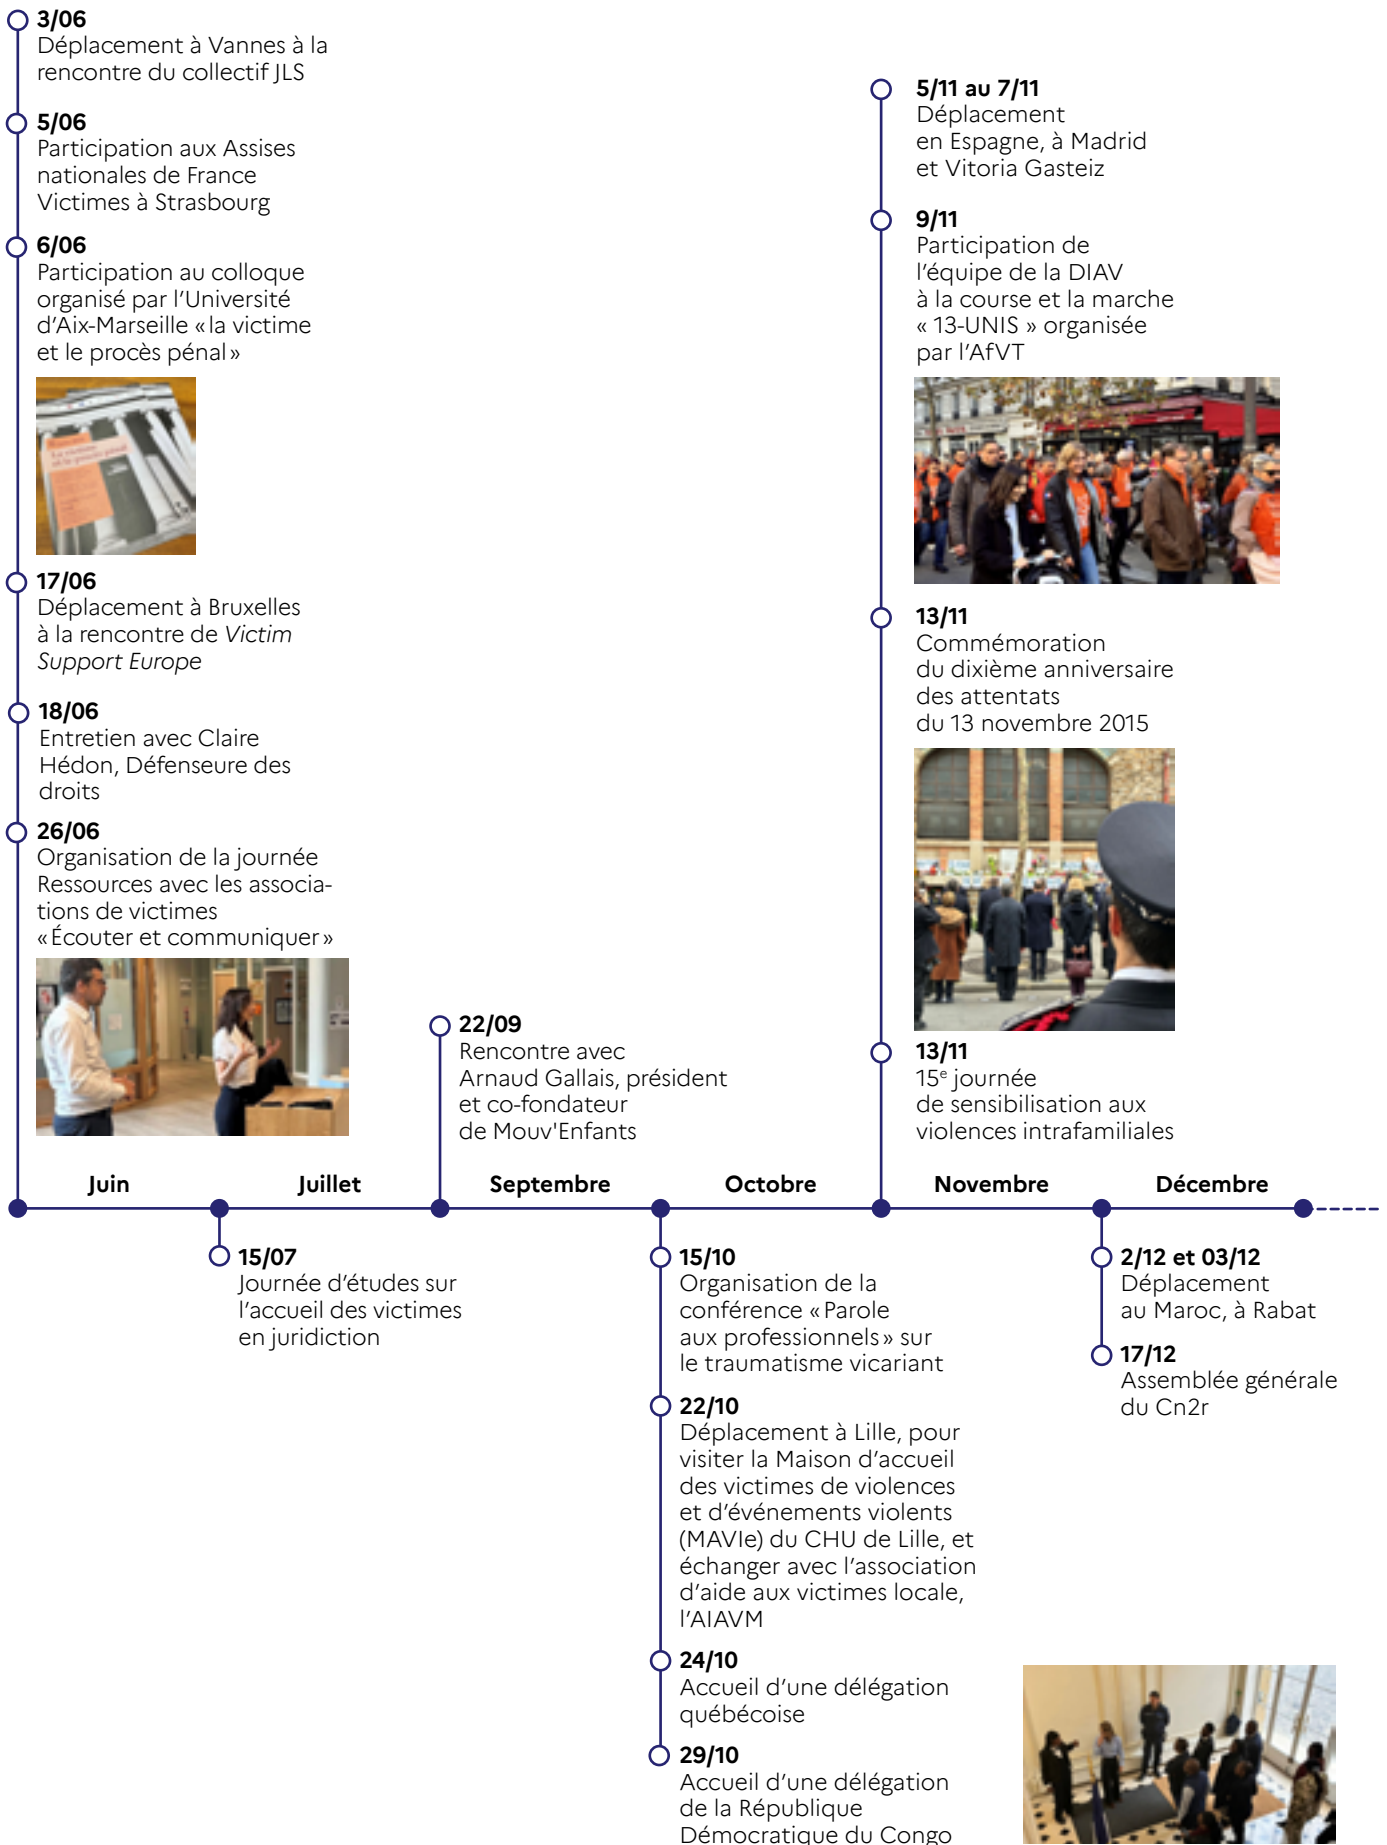 3/06
Déplacement à Vannes à la
rencontre du collectif JLS
5/06
Participation aux Assises
nationales de France
Victimes à Strasbourg
6/06
Participation au colloque
organisé par l'Université
d'Aix-Marseille «la victime
et le procès pénal»
17/06
Déplacement à Bruxelles
à la rencontre de Victim
Support Europe
18/06
Entretien avec Claire
Hédon, Défenseure des
droits
26/06
Organisation de la journée
Ressources avec les associa-
tions de victimes
«Écouter et communiquer»
22/09
Rencontre avec
Arnaud Gallais, président
et co-fondateur
de Mouv'Enfants
5/11 au 7/11
Déplacement
en Espagne, à Madrid
et Vitoria Gasteiz
9/11
Participation de
l'équipe de la DIAV
à la course et la marche
« 13-UNIS » organisée
par l'AfVT
13/11
Commémoration
du dixième anniversaire
des attentats
du 13 novembre 2015
13/11
15e journée
de sensibilisation aux
violences intrafamiliales
Juin Juillet Septembre Octobre Novembre Décembre
15/07
Journée d'études sur
l'accueil des victimes
en juridiction
15/10
Organisation de la
conférence «Parole
aux professionnels» sur
le traumatisme vicariant
22/10
Déplacement à Lille, pour
visiter la Maison d'accueil
des victimes de violences
et d'événements violents
(MAVIe) du CHU de Lille, et
échanger avec l'association
d'aide aux victimes locale,
l'AIAVM
24/10
Accueil d'une délégation
québécoise
29/10
Accueil d'une délégation
de la République
Démocratique du Congo
2/12 et 03/12
Déplacement
au Maroc, à Rabat
17/12
Assemblée générale
du Cn2r